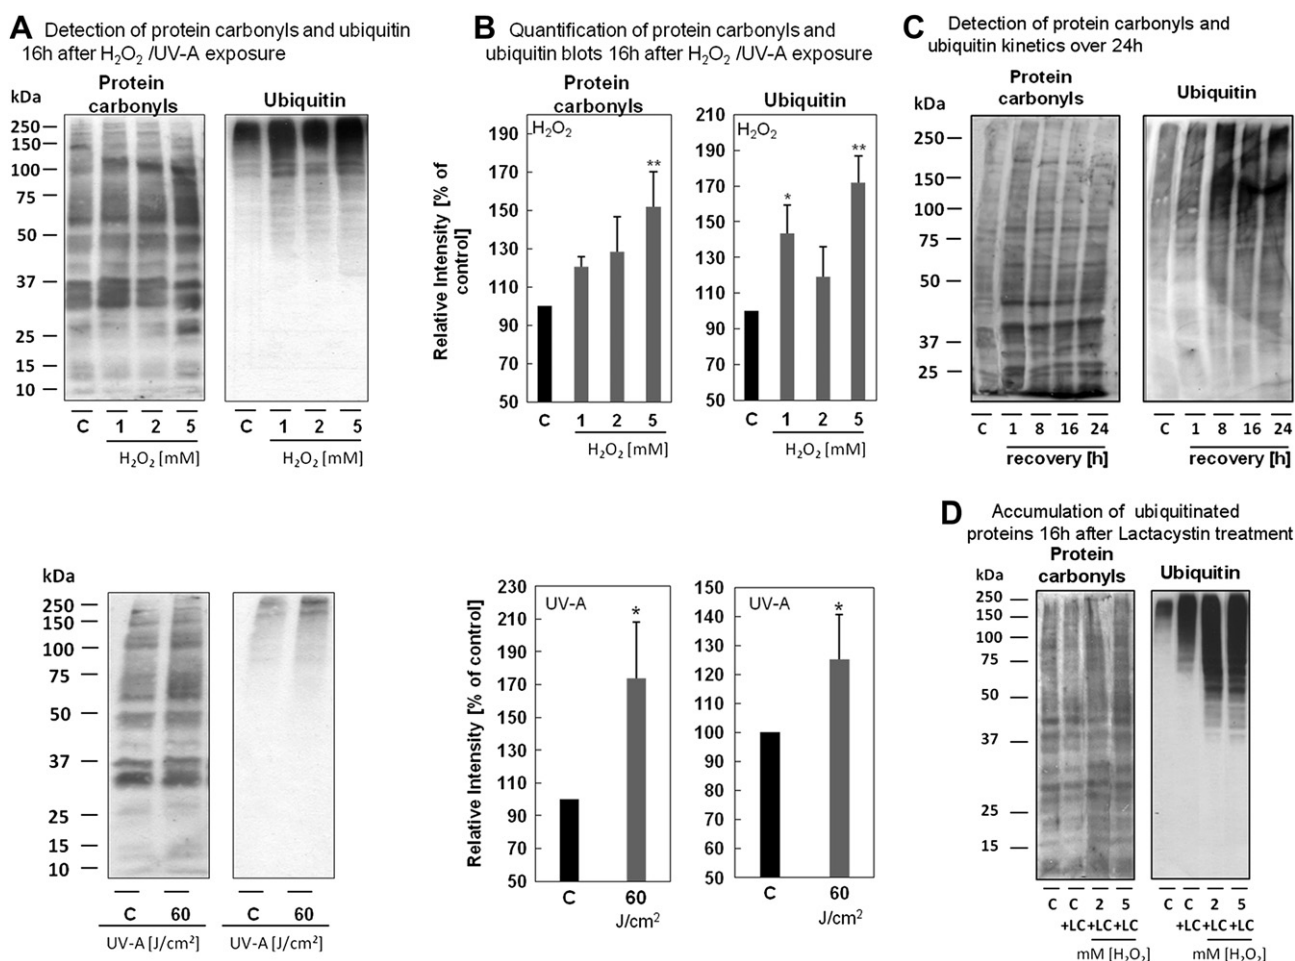 A Detection of protein carbonyls and ubiquitin
16h after H₂O₂ /UV-A exposure
Protein
carbonyls
Ubiquitin
kDa
250
150
100
75
50
37
25
15
10
C 1 2 5 C 1 2 5
H₂O₂ [mM] H₂O₂ [mM]
kDa
250
150
100
75
50
37
25
15
10
C 60 C 60
UV-A [J/cm²] UV-A [J/cm²]
B Quantification of protein carbonyls and
ubiquitin blots 16h after H₂O₂ /UV-A exposure
Protein
carbonyls
Ubiquitin
Relative Intensity [% of
control]
H₂O₂
190
170
150
130
110
90
70
50
**
C 1 2 5
H₂O₂ [mM]
H₂O₂
210
190
170
150
130
110
90
70
50
* **
C 1 2 5
H₂O₂ [mM]
Relative Intensity [% of control]
UV-A
230
210
190
170
150
130
110
90
70
50
*
C 60
J/cm²
UV-A
150
140
130
120
110
100
90
80
70
60
50
*
C 60
J/cm²
C Detection of protein carbonyls and
ubiquitin kinetics over 24h
Protein
carbonyls
Ubiquitin
kDa
250
150
100
75
50
37
25
C 1 8 16 24 C 1 8 16 24
recovery [h] recovery [h]
D Accumulation of ubiquitinated
proteins 16h after Lactacystin treatment
Protein
carbonyls
Ubiquitin
kDa
250
150
100
75
50
37
25
15
C C 2 5 C C 2 5
+LC+LC+LC +LC+LC+LC
mM [H₂O₂] mM [H₂O₂]